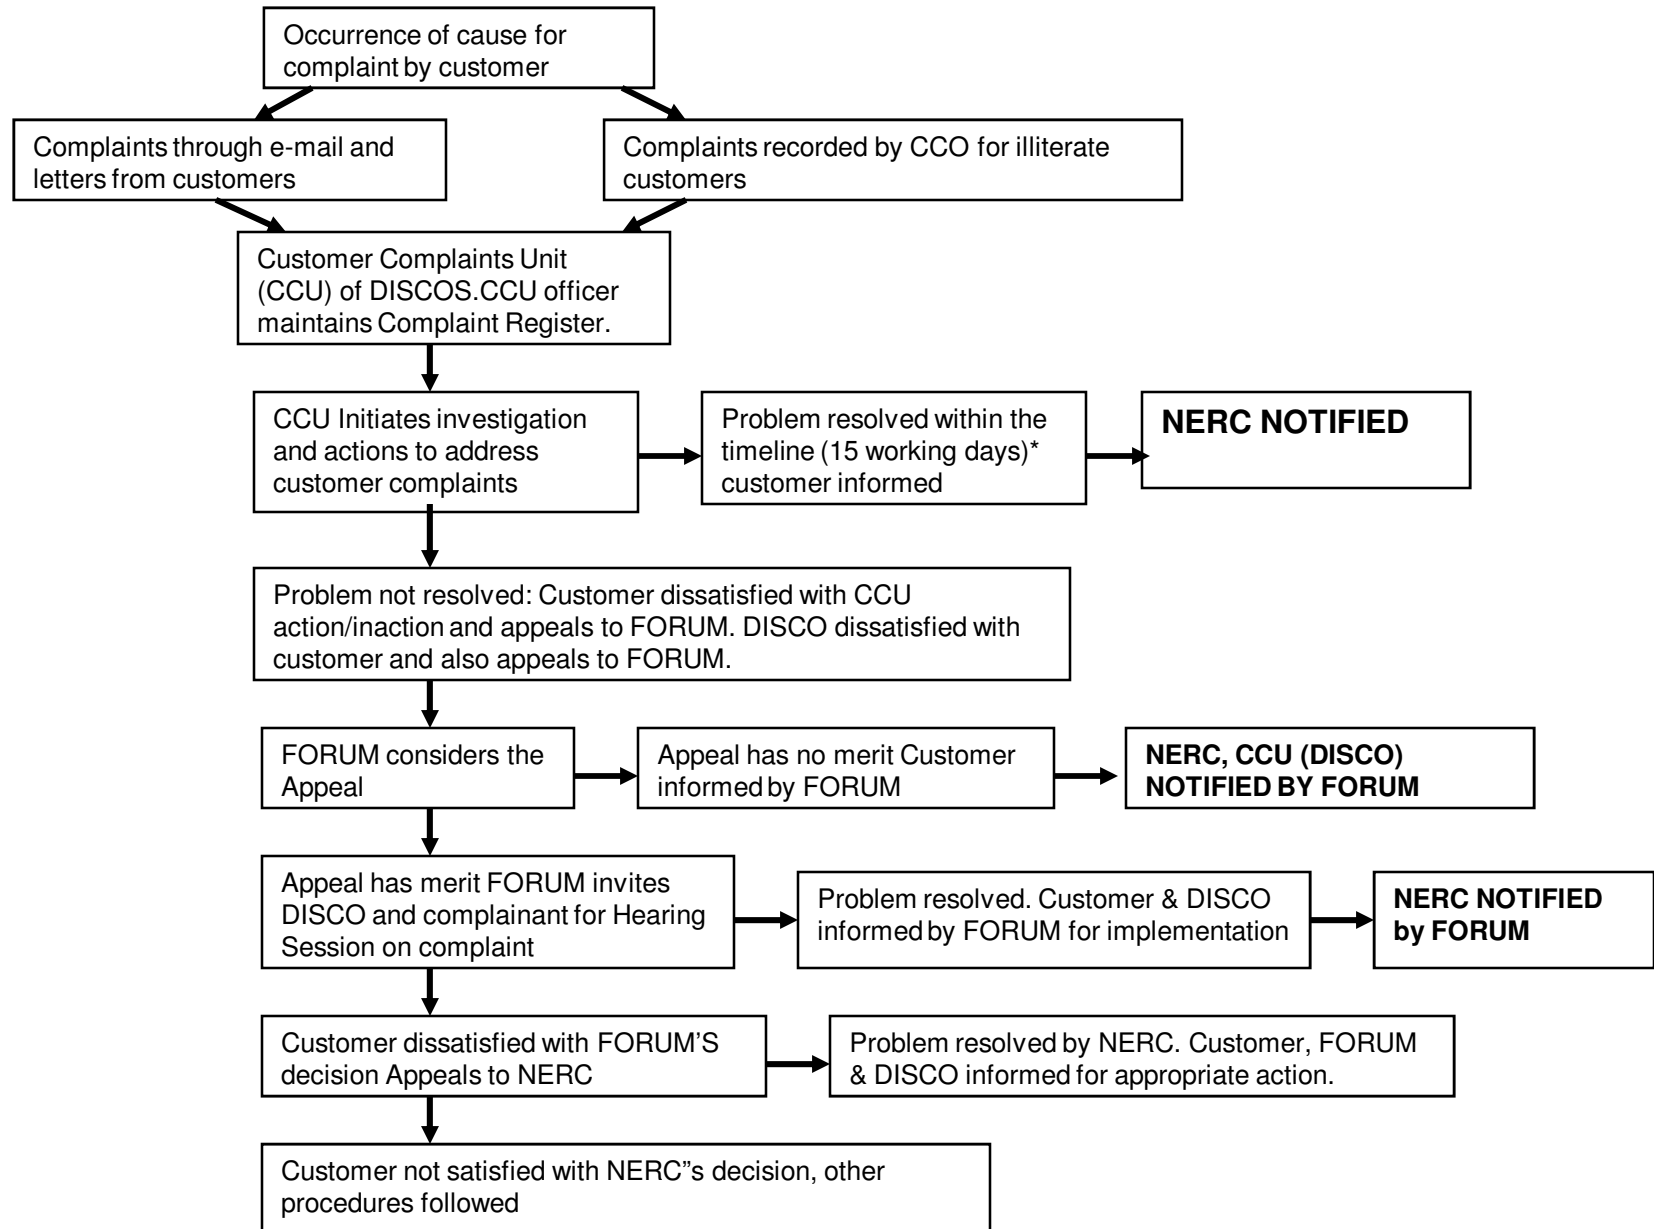 Occurrence of cause for
complaint by customer
Complaints through e-mail and
letters from customers
Complaints recorded by CCO for illiterate
customers
Customer Complaints Unit
(CCU) of DISCOS.CCU officer
maintains Complaint Register.
CCU Initiates investigation
and actions to address
customer complaints
Problem resolved within the
timeline (15 working days)*
customer informed
NERC NOTIFIED
Problem not resolved: Customer dissatisfied with CCU
action/inaction and appeals to FORUM. DISCO dissatisfied with
customer and also appeals to FORUM.
FORUM considers the
Appeal
Appeal has no merit Customer
informed by FORUM
NERC, CCU (DISCO)
NOTIFIED BY FORUM
Appeal has merit FORUM invites
DISCO and complainant for Hearing
Session on complaint
Problem resolved. Customer & DISCO
informed by FORUM for implementation
NERC NOTIFIED
by FORUM
Customer dissatisfied with FORUM’S
decision Appeals to NERC
Problem resolved by NERC. Customer, FORUM
& DISCO informed for appropriate action.
Customer not satisfied with NERC”s decision, other
procedures followed